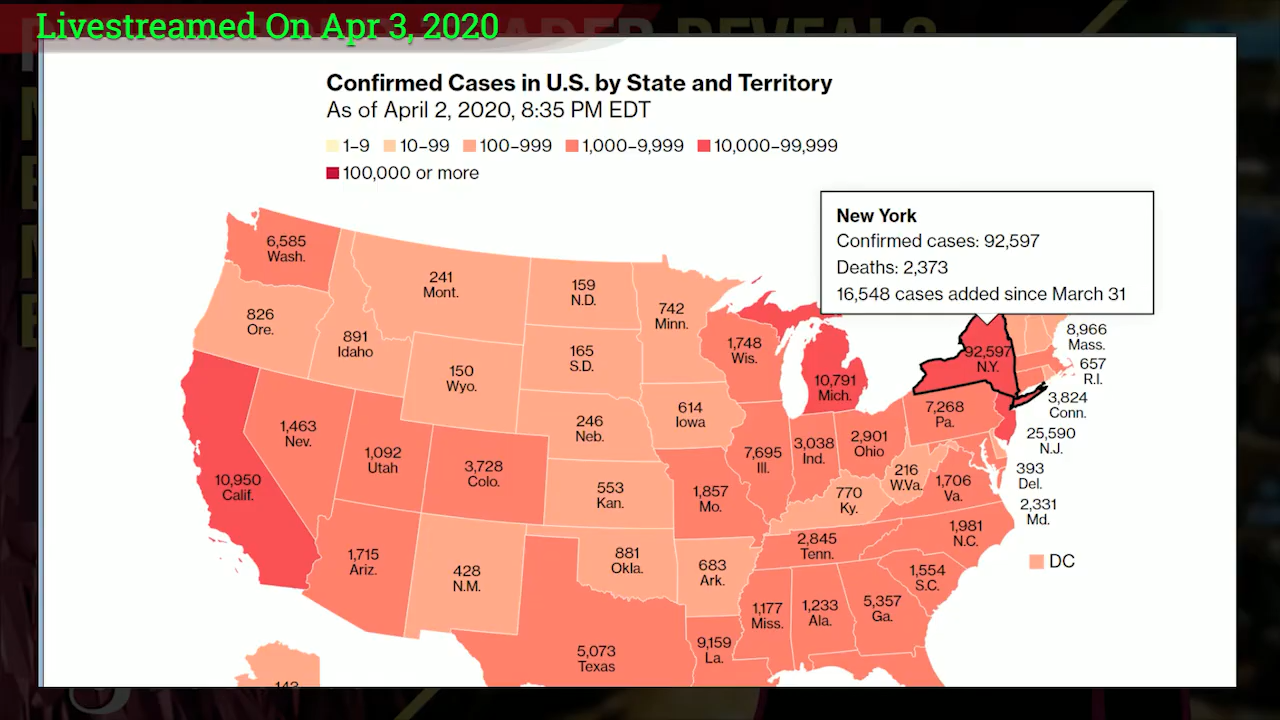 Livestreamed On Apr 3, 2020
REVEALS
Confirmed Cases in U.S. by State and Territory
As of April 2, 2020, 8:35 PM EDT
1–9 10–99 100–999 1,000–9,999 10,000–99,999
100,000 or more
New York
Confirmed cases: 92,597
Deaths: 2,373
16,548 cases added since March 31
6,585
Wash.
241
Mont.
159
N.D.
742
Minn.
826
Ore.
891
Idaho
150
Wyo.
165
S.D.
1,748
Wis.
10,791
Mich.
92,597
N.Y.
8,966
Mass.
657
R.I.
3,824
Conn.
25,590
N.J.
393
Del.
2,331
Md.
DC
1,463
Nev.
1,092
Utah
3,728
Colo.
246
Neb.
614
Iowa
7,695
Ill.
3,038
Ind.
2,901
Ohio
7,268
Pa.
10,950
Calif.
553
Kan.
1,857
Mo.
770
Ky.
216
W.Va.
1,706
Va.
1,981
N.C.
2,845
Tenn.
1,715
Ariz.
428
N.M.
881
Okla.
683
Ark.
1,554
S.C.
1,177
Miss.
1,233
Ala.
5,357
Ga.
5,073
Texas
9,159
La.